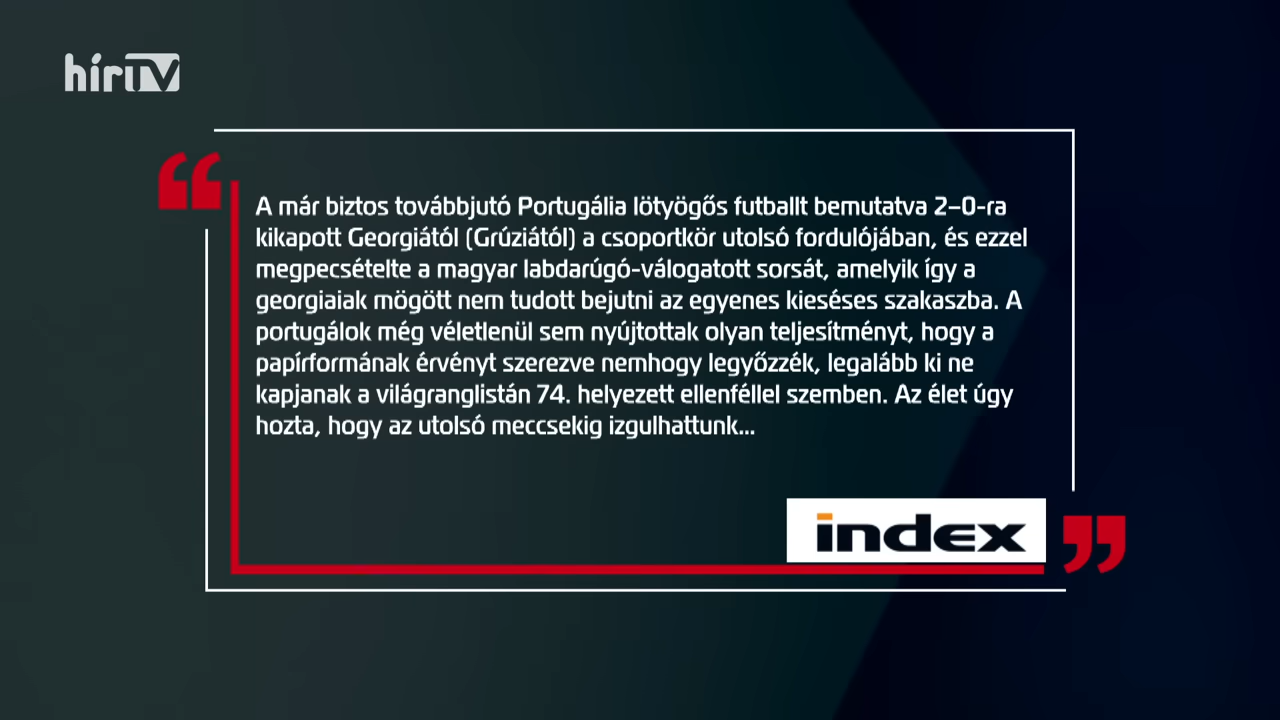 hírTV
A már biztos továbbjutó Portugália lötyögős futballt bemutatva 2–0-ra
kikapott Georgiától (Grúziától) a csoportkör utolsó fordulójában, és ezzel
megpecsételte a magyar labdarúgó-válogatott sorsát, amelyik így a
georgiaiak mögött nem tudott bejutni az egyenes kieséses szakaszba. A
portugálok még véletlenül sem nyújtottak olyan teljesítményt, hogy a
papírformának érvényt szerezve nemhogy legyőzzék, legalább ki ne
kapjanak a világranglistán 74. helyezett ellenféllel szemben. Az élet úgy
hozta, hogy az utolsó meccsekig izgulhattunk...
index